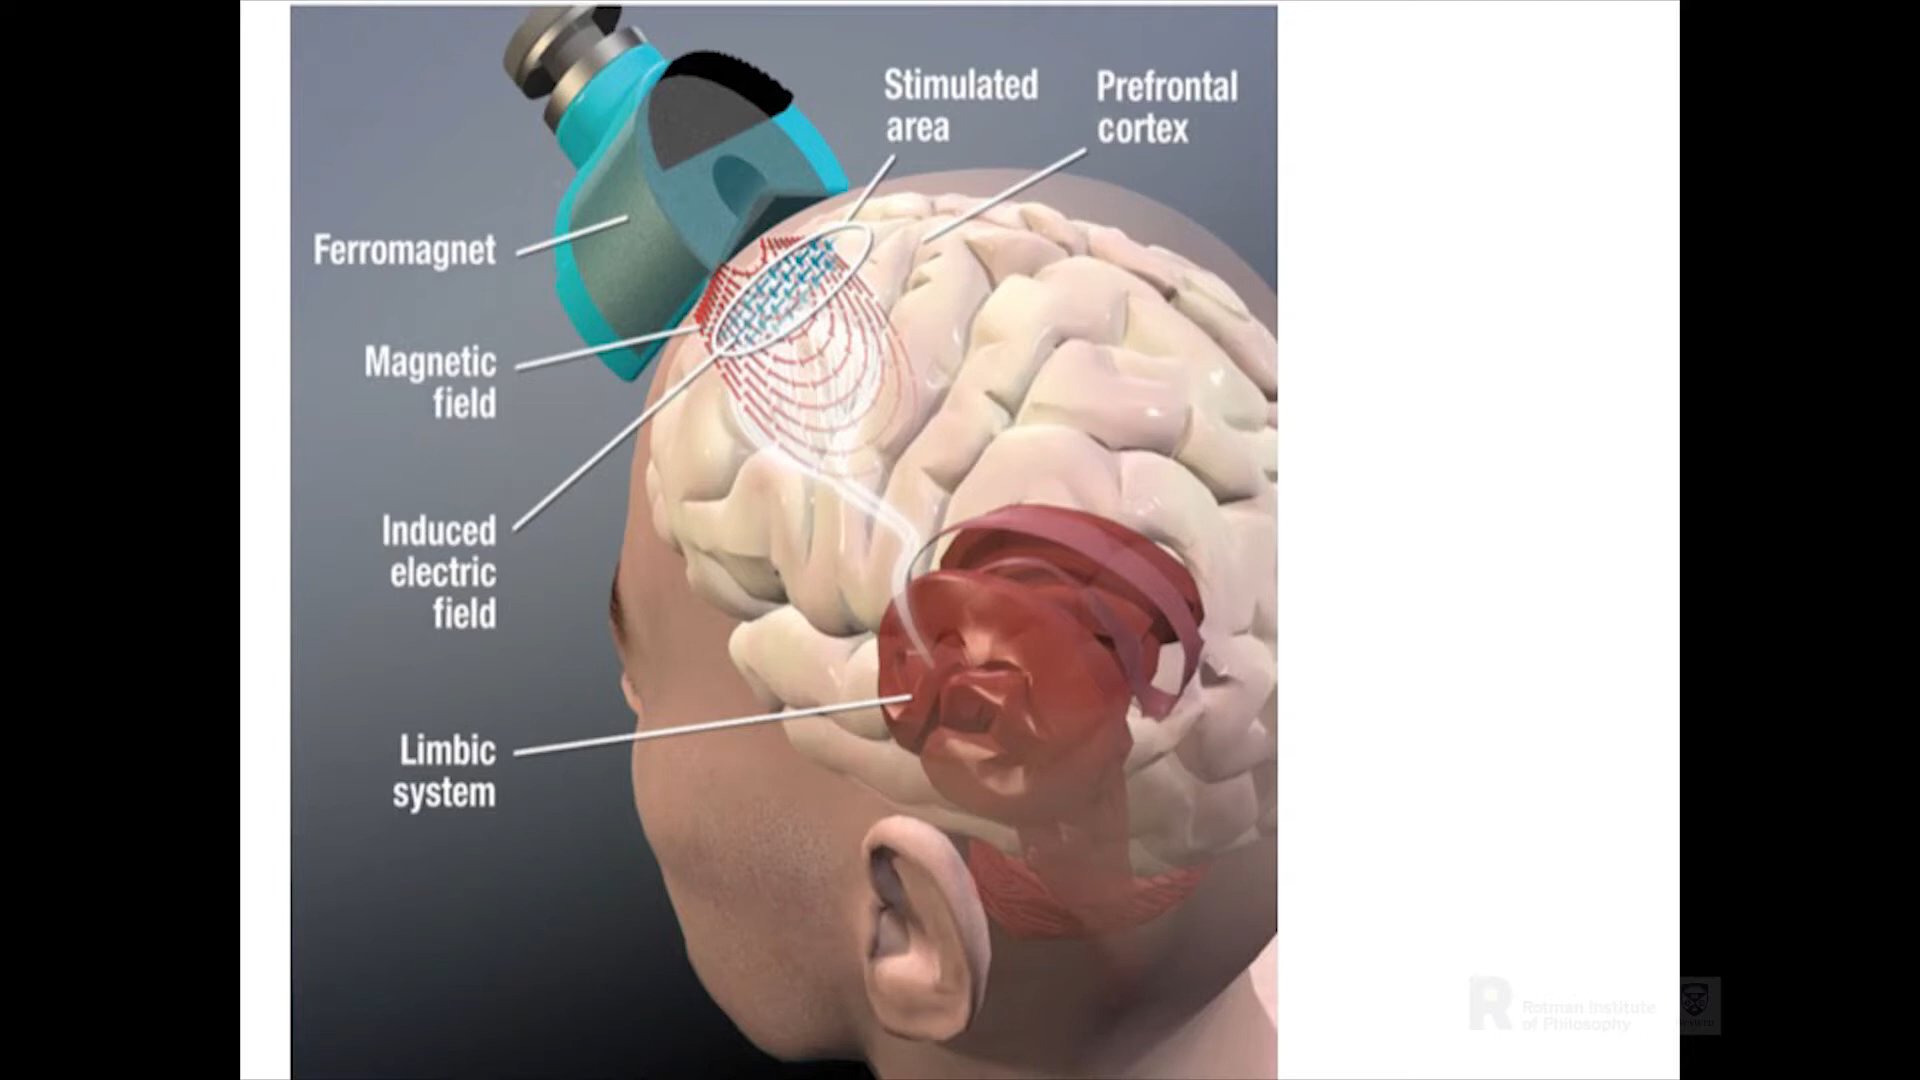 Stimulated
area
Prefrontal
cortex
Ferromagnet
Magnetic
field
Induced
electric
field
Limbic
system
Rotman Institute
of Philosophy